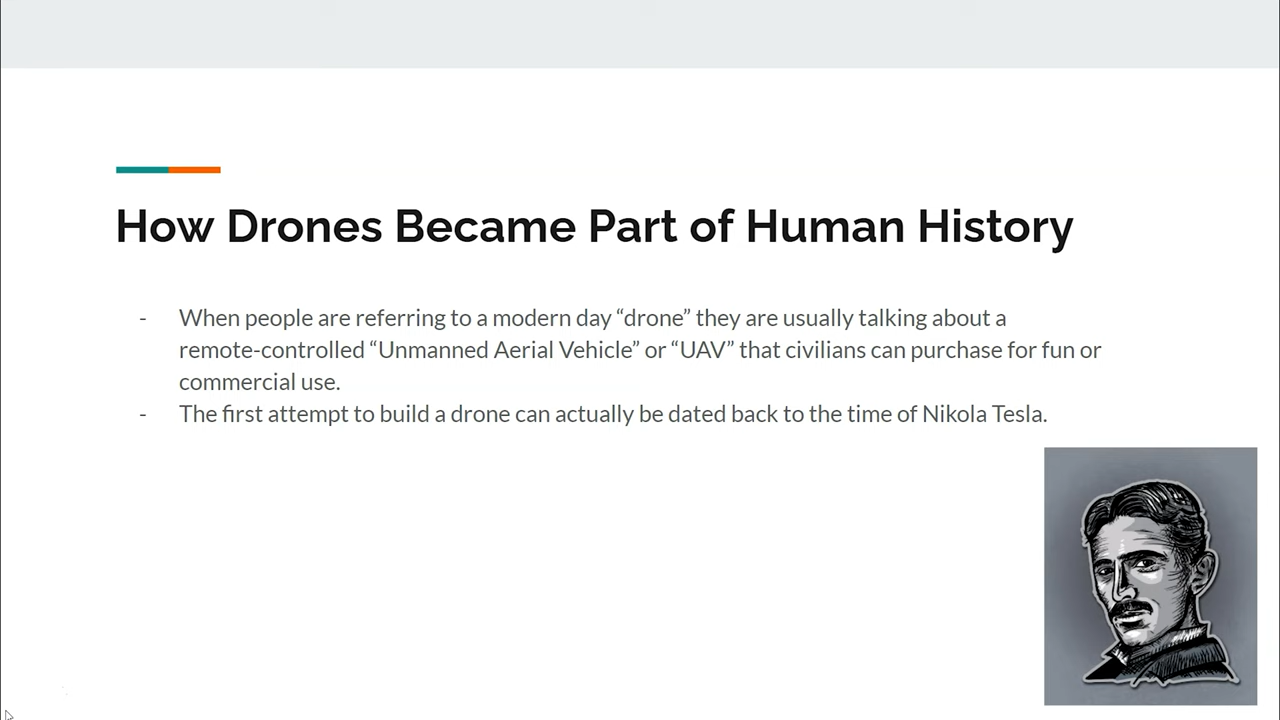 How Drones Became Part of Human History
- When people are referring to a modern day “drone” they are usually talking about a
remote-controlled “Unmanned Aerial Vehicle” or “UAV” that civilians can purchase for fun or
commercial use.
- The first attempt to build a drone can actually be dated back to the time of Nikola Tesla.